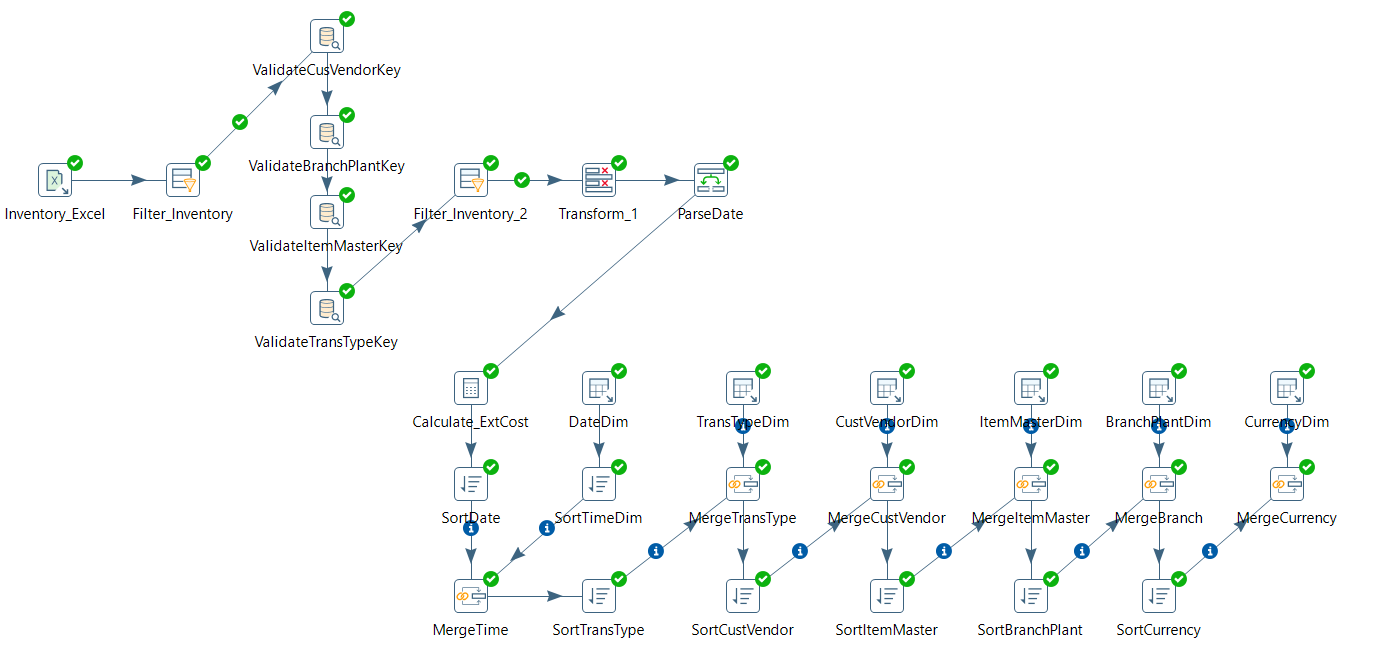 ValidateCusVendorKey
ValidateBranchPlantKey
Inventory_Excel
Filter_Inventory
Filter_Inventory_2
Transform_1
ParseDate
ValidateItemMasterKey
ValidateTransTypeKey
Calculate_ExtCost
DateDim
TransTypeDim
CustVendorDim
ItemMasterDim
BranchPlantDim
CurrencyDim
SortDate
SortTimeDim
MergeTransType
MergeCustVendor
MergeItemMaster
MergeBranch
MergeCurrency
MergeTime
SortTransType
SortCustVendor
SortItemMaster
SortBranchPlant
SortCurrency